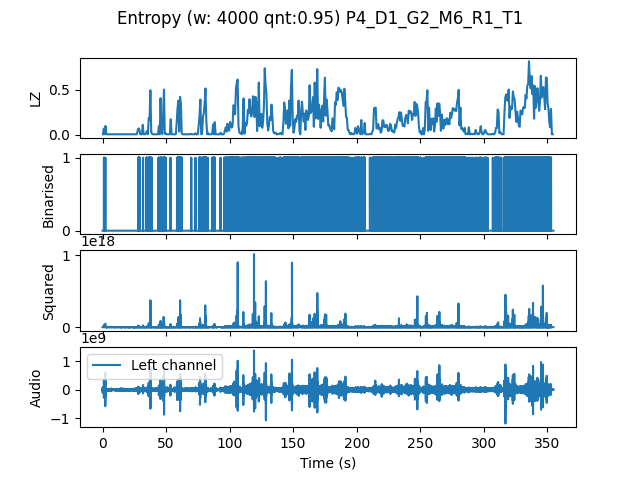 Entropy (w: 4000 qnt:0.95) P4_D1_G2_M6_R1_T1
0.5
0.0
LZ
1
0
Binarised
1e18
1
0
Squared
1e9
1
0
−1
Audio
Left channel
0 50 100 150 200 250 300 350
Time (s)